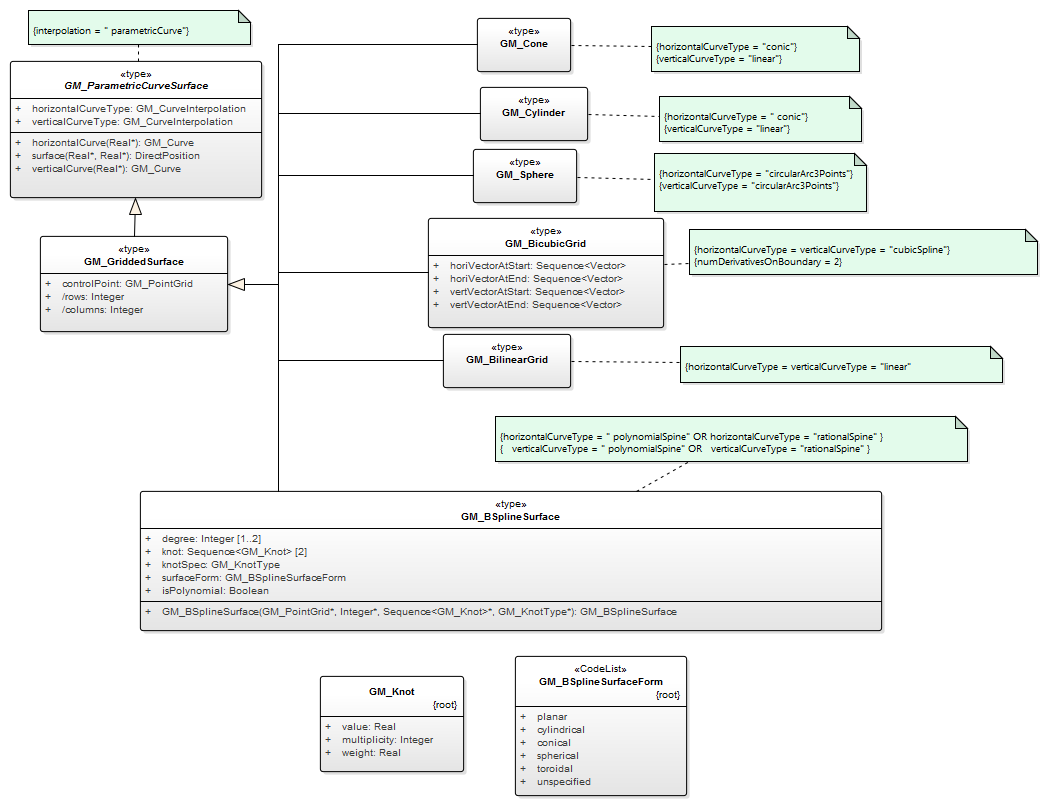 {interpolation = " parametricCurve"}
«type»
GM_ParametricCurveSurface
+ horizontalCurveType: GM_CurveInterpolation
+ verticalCurveType: GM_CurveInterpolation
+ horizontalCurve(Real*): GM_Curve
+ surface(Real*, Real*): DirectPosition
+ verticalCurve(Real*): GM_Curve
«type»
GM_GriddedSurface
+ controlPoint: GM_PointGrid
+ /rows: Integer
+ /columns: Integer
«type»
GM_Cone
{horizontalCurveType = "conic"}
{verticalCurveType = "linear"}
«type»
GM_Cylinder
{horizontalCurveType = " conic"}
{verticalCurveType = "linear"}
«type»
GM_Sphere
{horizontalCurveType = "circularArc3Points"}
{verticalCurveType = "circularArc3Points"}
«type»
GM_BicubicGrid
+ horiVectorAtStart: Sequence<Vector>
+ horiVectorAtEnd: Sequence<Vector>
+ vertVectorAtStart: Sequence<Vector>
+ vertVectorAtEnd: Sequence<Vector>
{horizontalCurveType = verticalCurveType = "cubicSpline"}
{numDerivativesOnBoundary = 2}
«type»
GM_BilinearGrid
{horizontalCurveType = verticalCurveType = "linear"
{horizontalCurveType = " polynomialSpine" OR horizontalCurveType = "rationalSpine" }
{ verticalCurveType = " polynomialSpine" OR verticalCurveType = "rationalSpine" }
«type»
GM_BSplineSurface
+ degree: Integer [1..2]
+ knot: Sequence<GM_Knot> [2]
+ knotSpec: GM_KnotType
+ surfaceForm: GM_BSplineSurfaceForm
+ isPolynomial: Boolean
+ GM_BSplineSurface(GM_PointGrid*, Integer*, Sequence<GM_Knot>*, GM_KnotType*): GM_BSplineSurface
GM_Knot
{root}
+ value: Real
+ multiplicity: Integer
+ weight: Real
«CodeList»
GM_BSplineSurfaceForm
{root}
+ planar
+ cylindrical
+ conical
+ spherical
+ toroidal
+ unspecified